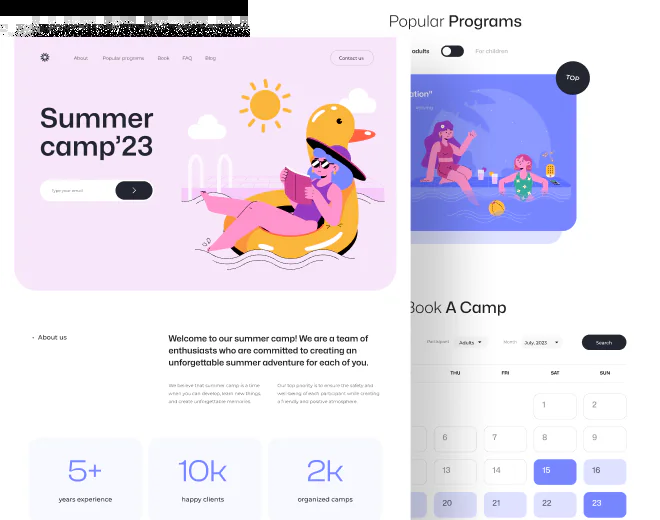 Popular Programs
adults
For children
TOP
ation"
evening
About
Popular programs
Book
FAQ
Blog
Contact us
Summer
camp'23
Type your email
About us
Welcome to our summer camp! We are a team of
enthusiasts who are committed to creating an
unforgettable summer adventure for each of you.
We believe that summer camp is a time
when you can develop, learn new things,
and create unforgettable memories.
Our top priority is to ensure the safety and
well-being of each participant while creating
a friendly and positive atmosphere.
5+
years experience
10k
happy clients
2k
organized camps
Book A Camp
Participant
Adults
Month
July, 2023
Search
THU FRI SAT SUN
1 2
6 7 8 9
13 14 15 16
20 21 22 23